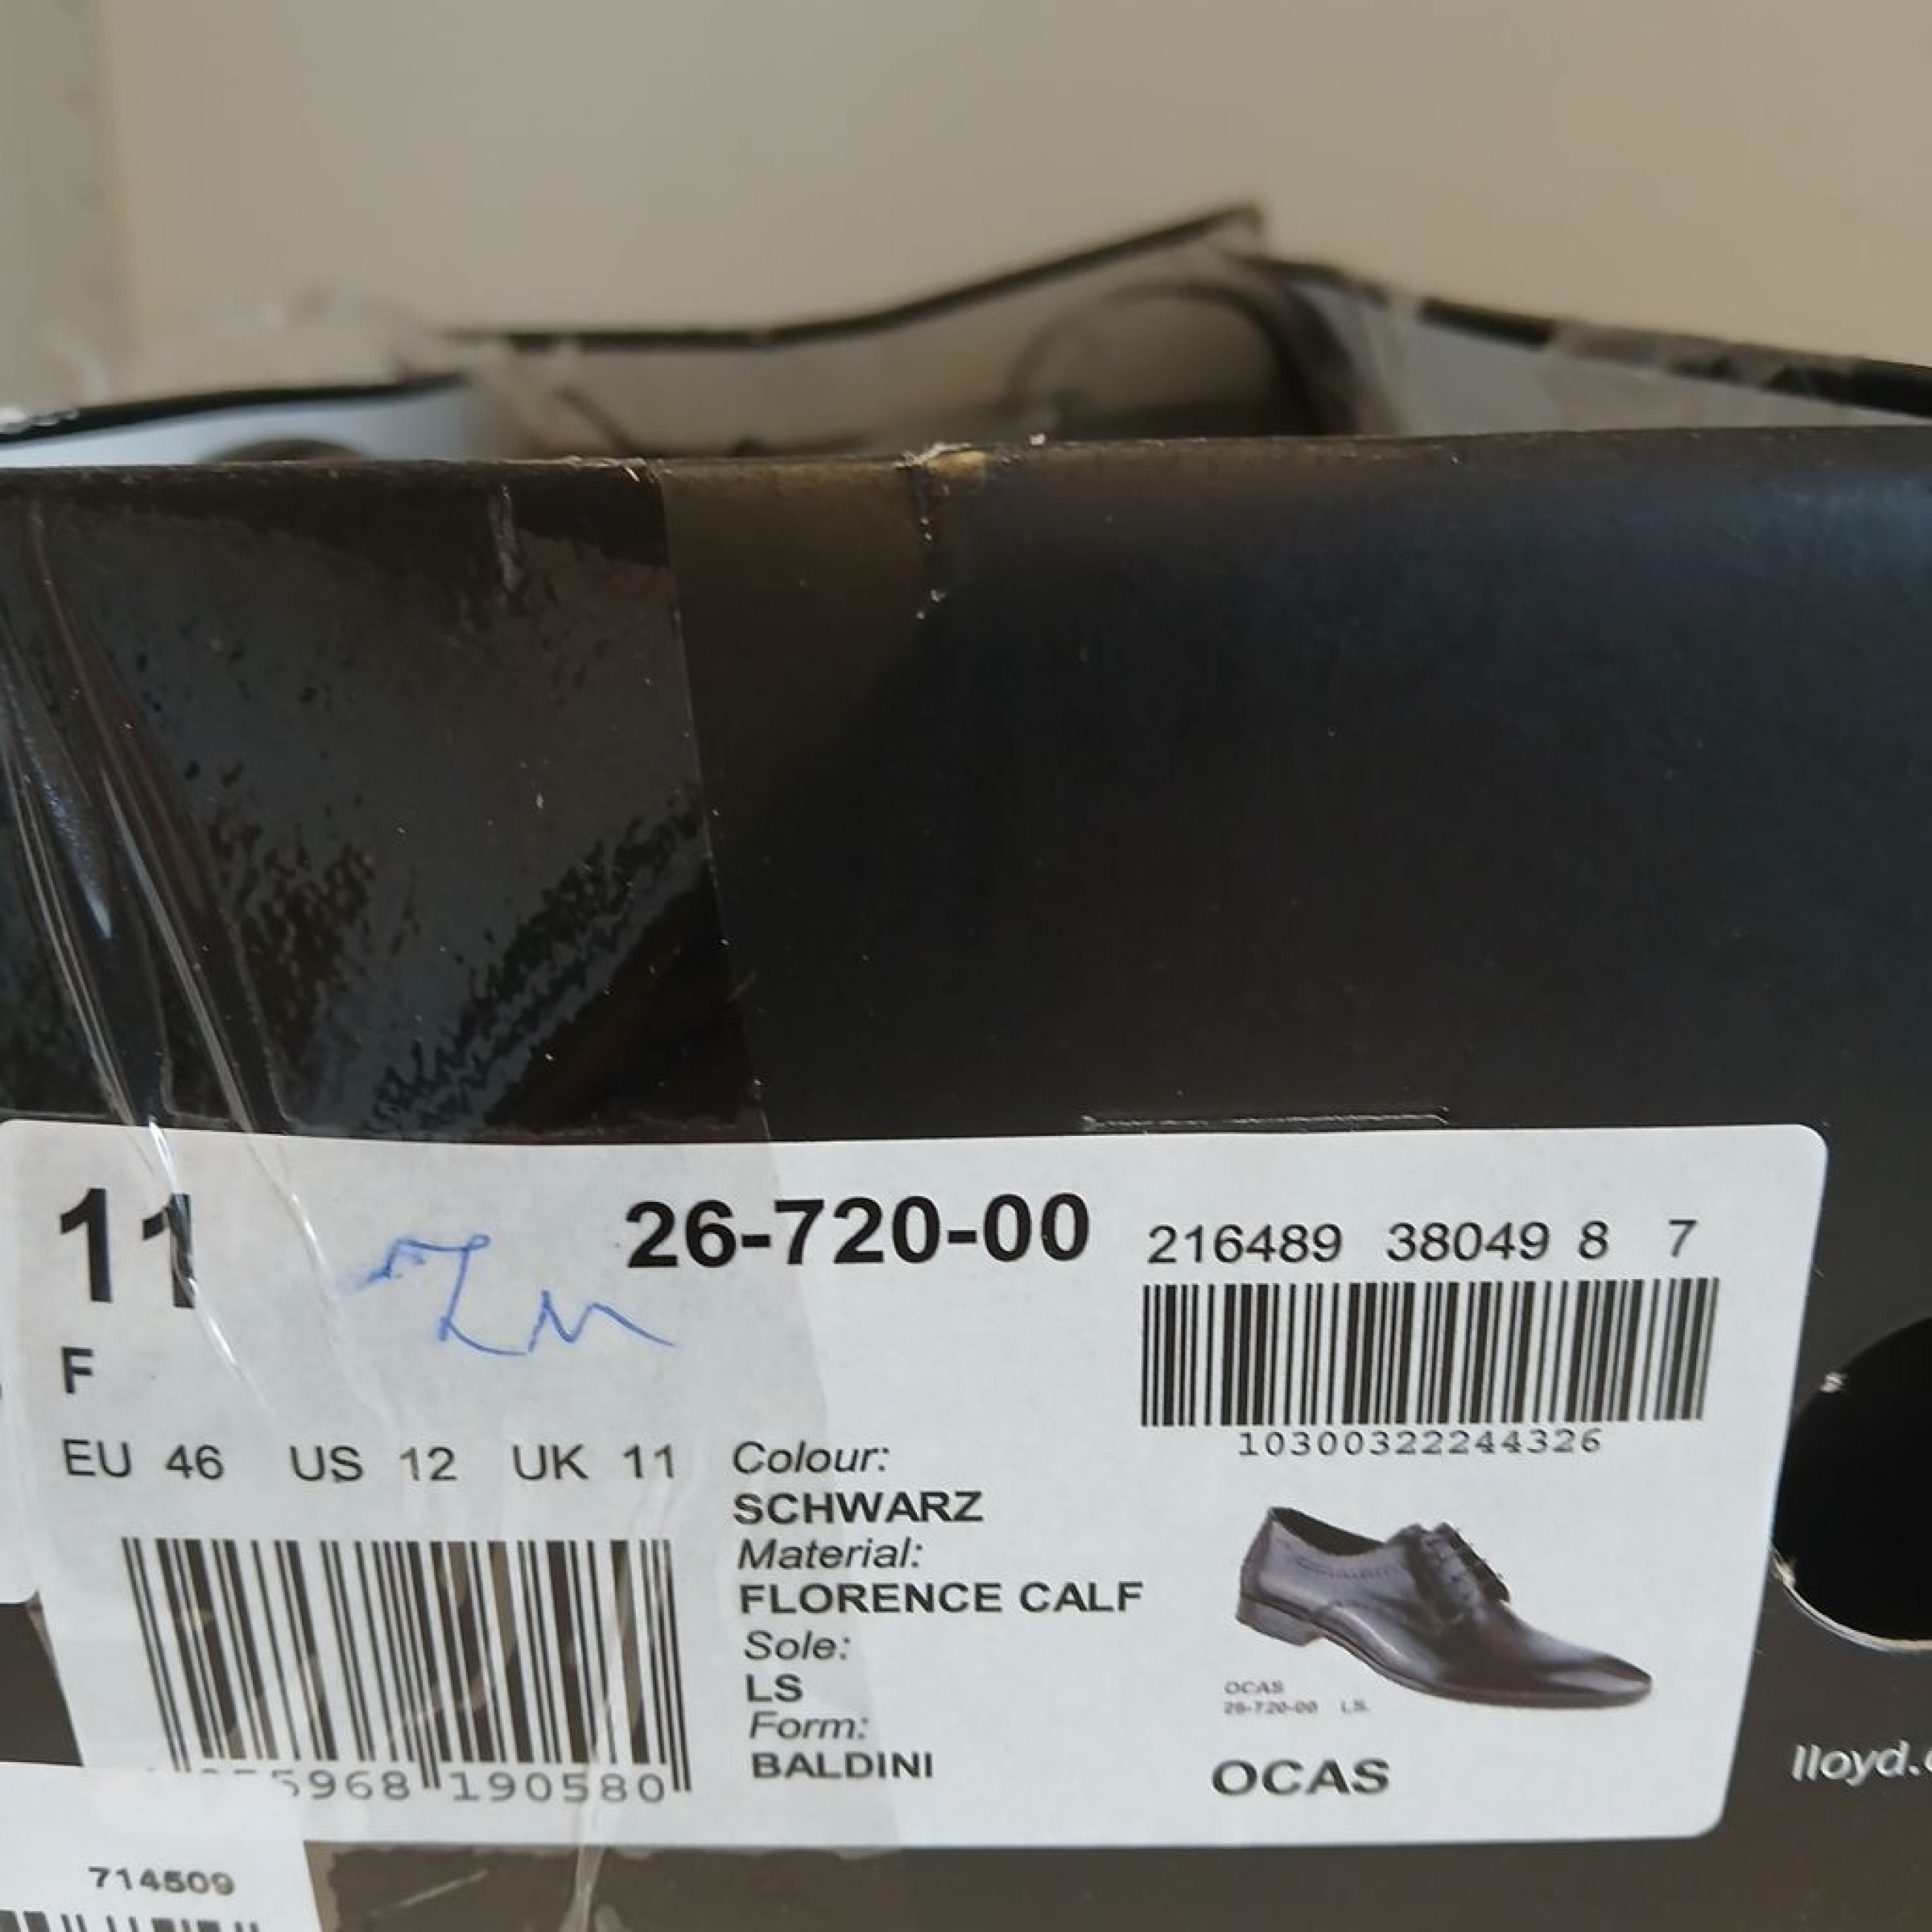 11
26-720-00
216489 38049 8 7
F
10300322244326
EU 46 US 12 UK 11
Colour:
SCHWARZ
Material:
FLORENCE CALF
Sole:
LS
Form:
BALDINI
5968 190580
OCAS
26-720-00 LS.
OCAS
lloyd.
714509